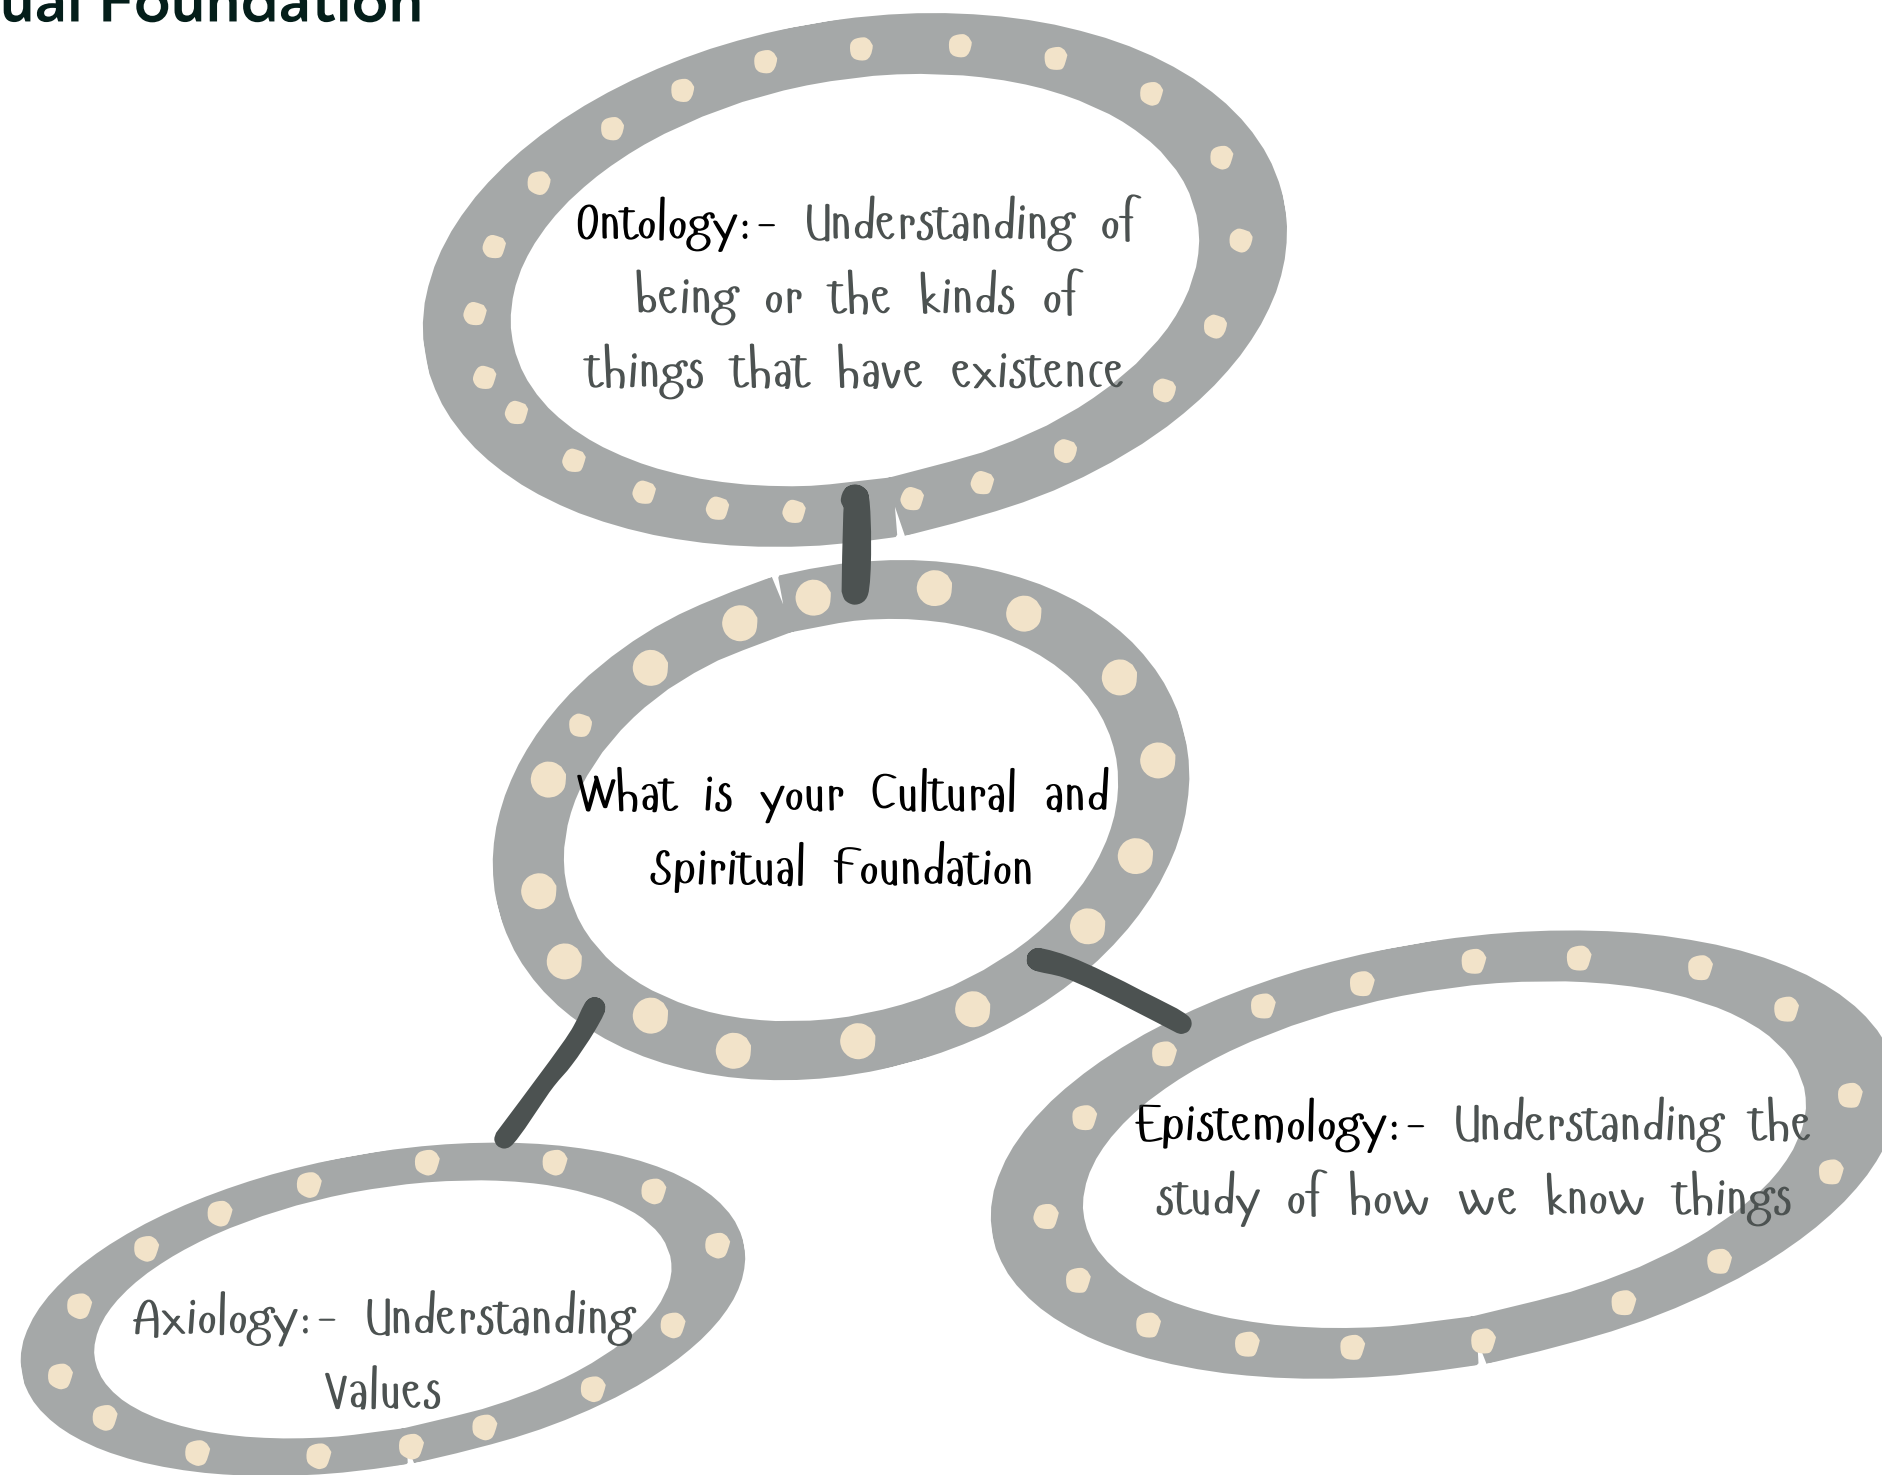 ual Foundation
Ontology:- Understanding of
being or the kinds of
things that have existence
What is your Cultural and
Spiritual Foundation
Epistemology:- Understanding the
study of how we know things
Axiology:- Understanding
Values